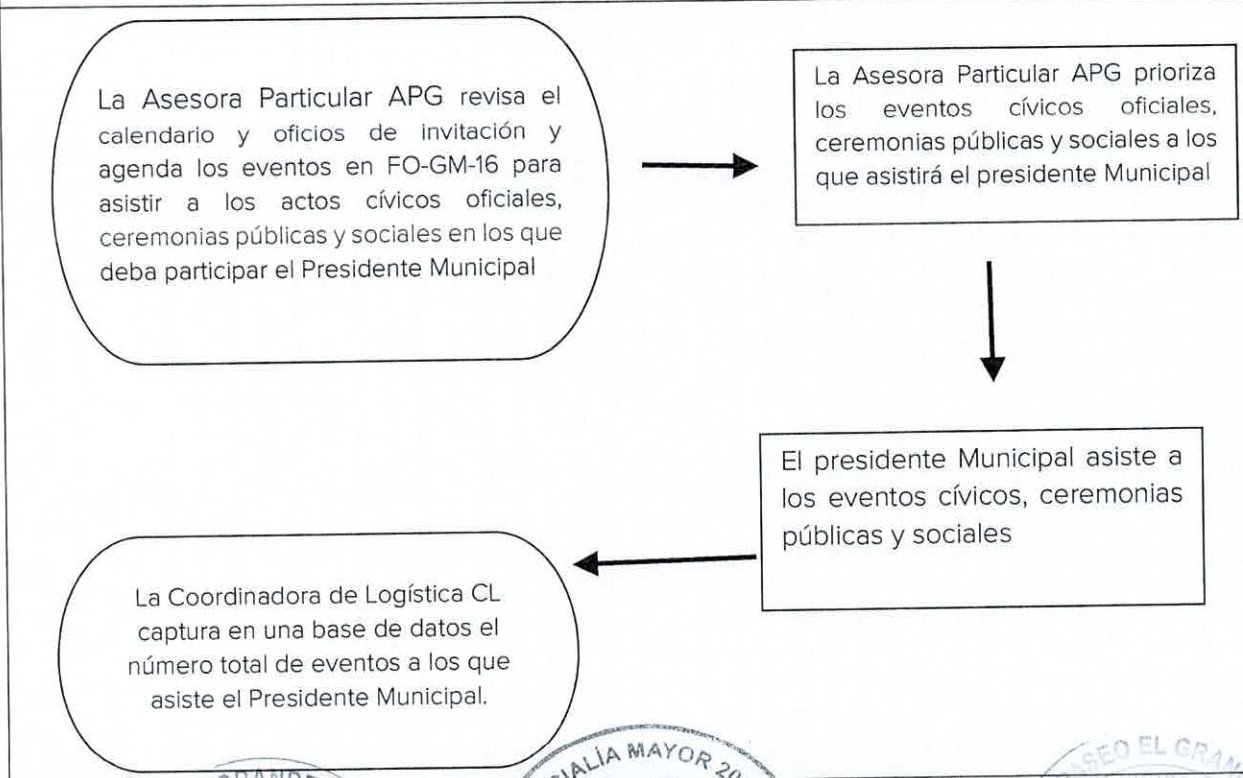 La Asesora Particular APG revisa el
calendario y oficios de invitación y
agenda los eventos en FO-GM-16 para
asistir a los actos cívicos oficiales,
ceremonias públicas y sociales en los que
deba participar el Presidente Municipal
La Asesora Particular APG prioriza
los eventos cívicos oficiales,
ceremonias públicas y sociales a los
que asistirá el presidente Municipal
El presidente Municipal asiste a
los eventos cívicos, ceremonias
públicas y sociales
La Coordinadora de Logística CL
captura en una base de datos el
número total de eventos a los que
asiste el Presidente Municipal.
MAYOR
EL